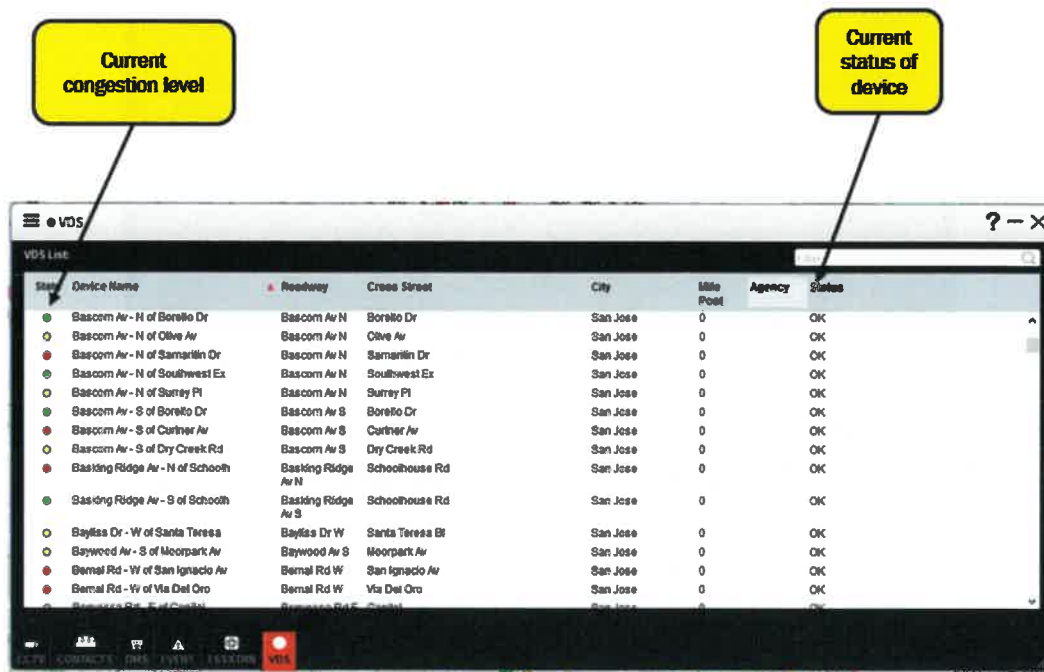 Current
congestion level
Current
status of
device
VDS
? — X
VDS List
State Device Name Roadway Cross Street City Mile Post Agency Status
Bascom Av - N of Borello Dr Bascom Av N Borello Dr San Jose 0 OK
Bascom Av - N of Olive Av Bascom Av N Olive Av San Jose 0 OK
Bascom Av - N of Samaritin Dr Bascom Av N Samaritin Dr San Jose 0 OK
Bascom Av - N of Southwest Ex Bascom Av N Southwest Ex San Jose 0 OK
Bascom Av - N of Surrey Pl Bascom Av N Surrey Pl San Jose 0 OK
Bascom Av - S of Borello Dr Bascom Av S Borello Dr San Jose 0 OK
Bascom Av - S of Curtner Av Bascom Av S Curtner Av San Jose 0 OK
Bascom Av - S of Dry Creek Rd Bascom Av S Dry Creek Rd San Jose 0 OK
Basking Ridge Av - N of Schoolh Basking Ridge Av N Schoolhouse Rd San Jose 0 OK
Basking Ridge Av - S of Schoolh Basking Ridge Av S Schoolhouse Rd San Jose 0 OK
Bayliss Dr - W of Santa Teresa Bayliss Dr W Santa Teresa Bl San Jose 0 OK
Baywood Av - S of Moorpark Av Baywood Av S Moorpark Av San Jose 0 OK
Bernal Rd - W of San Ignacio Av Bernal Rd W San Ignacio Av San Jose 0 OK
Bernal Rd - W of Via Del Oro Bernal Rd W Via Del Oro San Jose 0 OK
CCTV CONTACTS DMS EVENT VDS